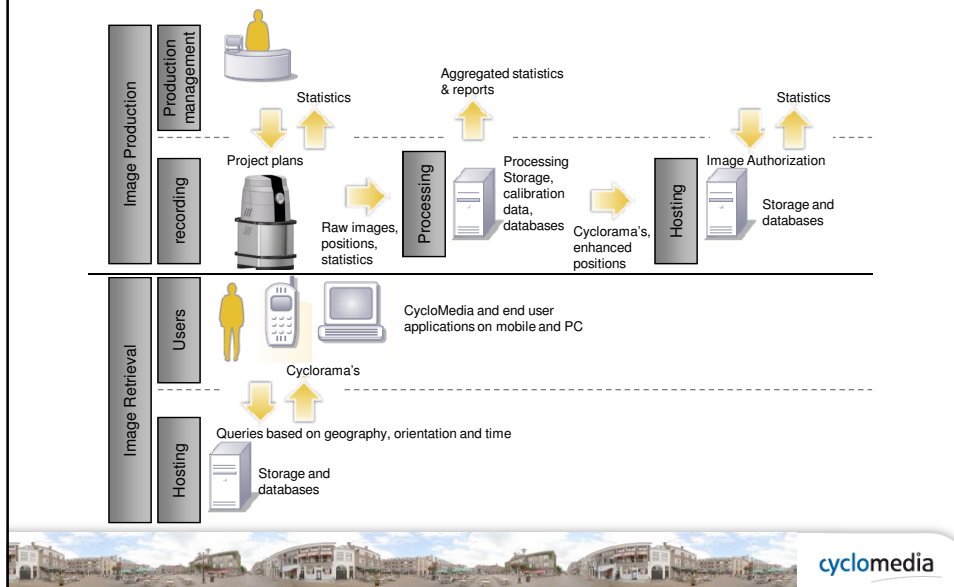 Image Production
Production
management
Statistics
Project plans
Aggregated statistics
& reports
Statistics
recording
Raw images,
positions,
statistics
Processing
Processing
Storage,
calibration
data,
databases
Cyclorama's,
enhanced
positions
Hosting
Image Authorization
Storage and
databases
Image Retrieval
Users
CycloMedia and end user
applications on mobile and PC
Cyclorama's
Hosting
Queries based on geography, orientation and time
Storage and
databases
cyclomedia